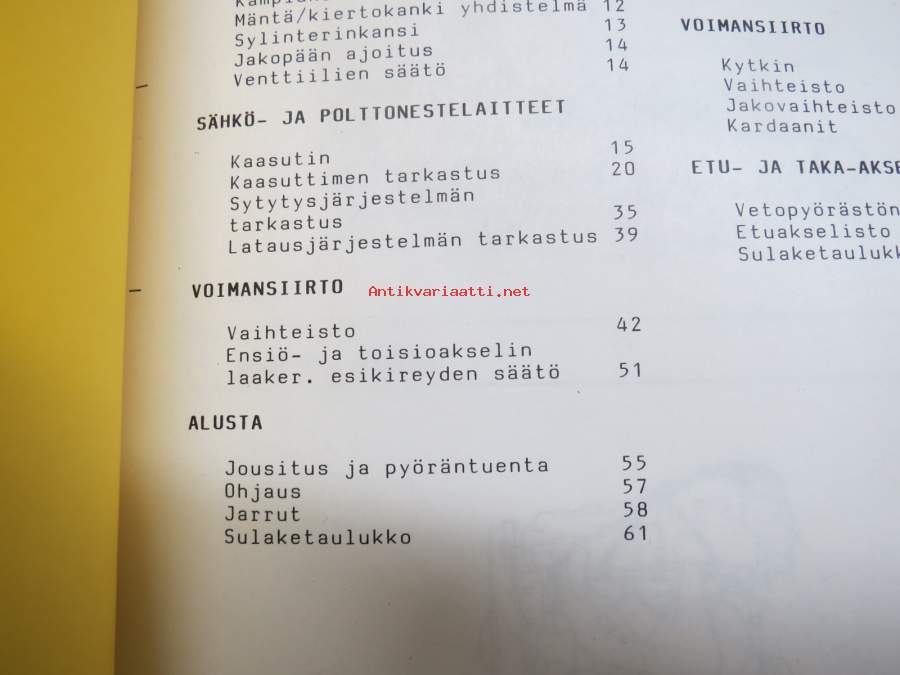 Mäntä/kiertokanki yhdistelmä 12
Sylinterinkansi 13
Jakopään ajoitus 14
Venttiilien säätö 14
SÄHKÖ- JA POLTTONESTELAITTEET
Kaasutin 15
Kaasuttimen tarkastus 20
Sytytysjärjestelmän
tarkastus 35
Latausjärjestelmän tarkastus 39
VOIMANSIIRTO
Vaihteisto 42
Ensiö- ja toisioakselin
laaker. esikireyden säätö 51
ALUSTA
Jousitus ja pyöräntuenta 55
Ohjaus 57
Jarrut 58
Sulaketaulukko 61
VOIMANSIIRTO
Kytkin
Vaihteisto
Jakovaihteisto
Kardaanit
ETU- JA TAKA-AKSE
Vetopyörästön
Etuakselisto
Sulaketaulukk
Antikvariaatti.net